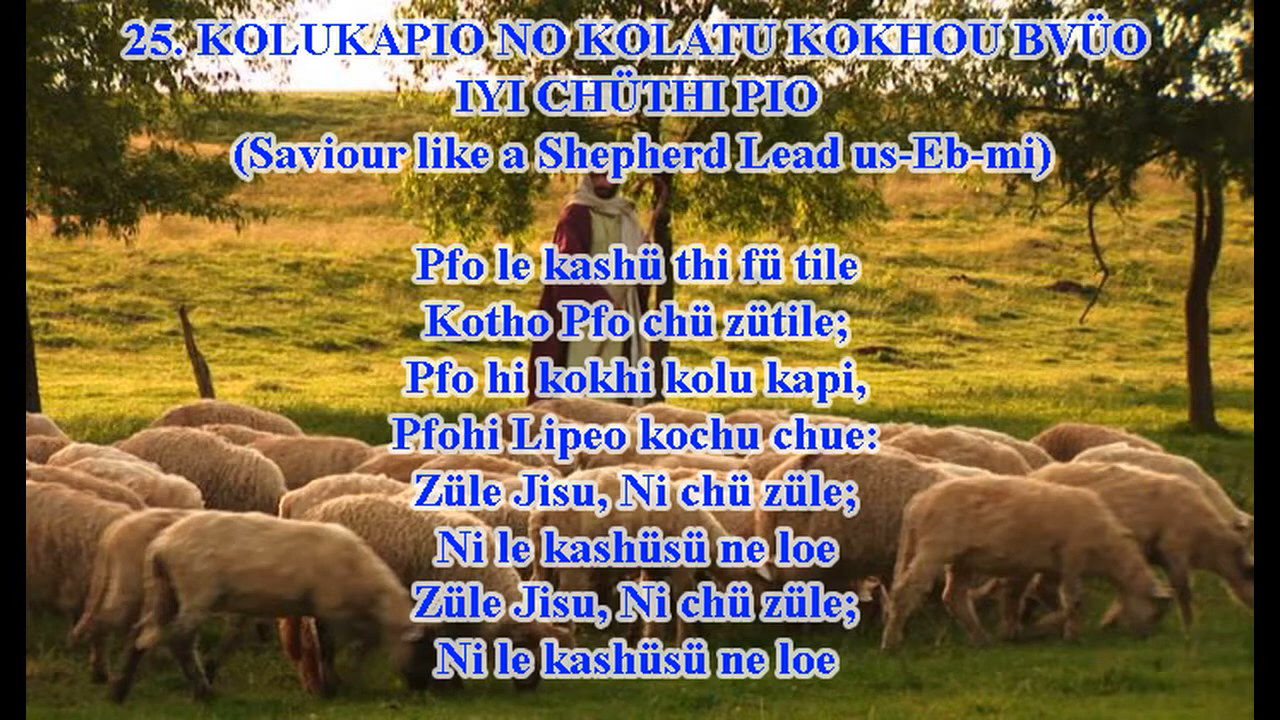 25. KOLUKAPIO NO KOLATU KOKHOU BVÜO
IYI CHÜTHI PIO
(Saviour like a Shepherd Lead us-Eb-mi)
Pfo le kashü thi fü tile
Kotho Pfo chü zütile;
Pfo hi kokhi kolu kapi,
Pfohi Lipeo kochu chue:
Züle Jisu, Ni chü züle;
Ni le kashüsü ne loe
Züle Jisu, Ni chü züle;
Ni le kashüsü ne loe